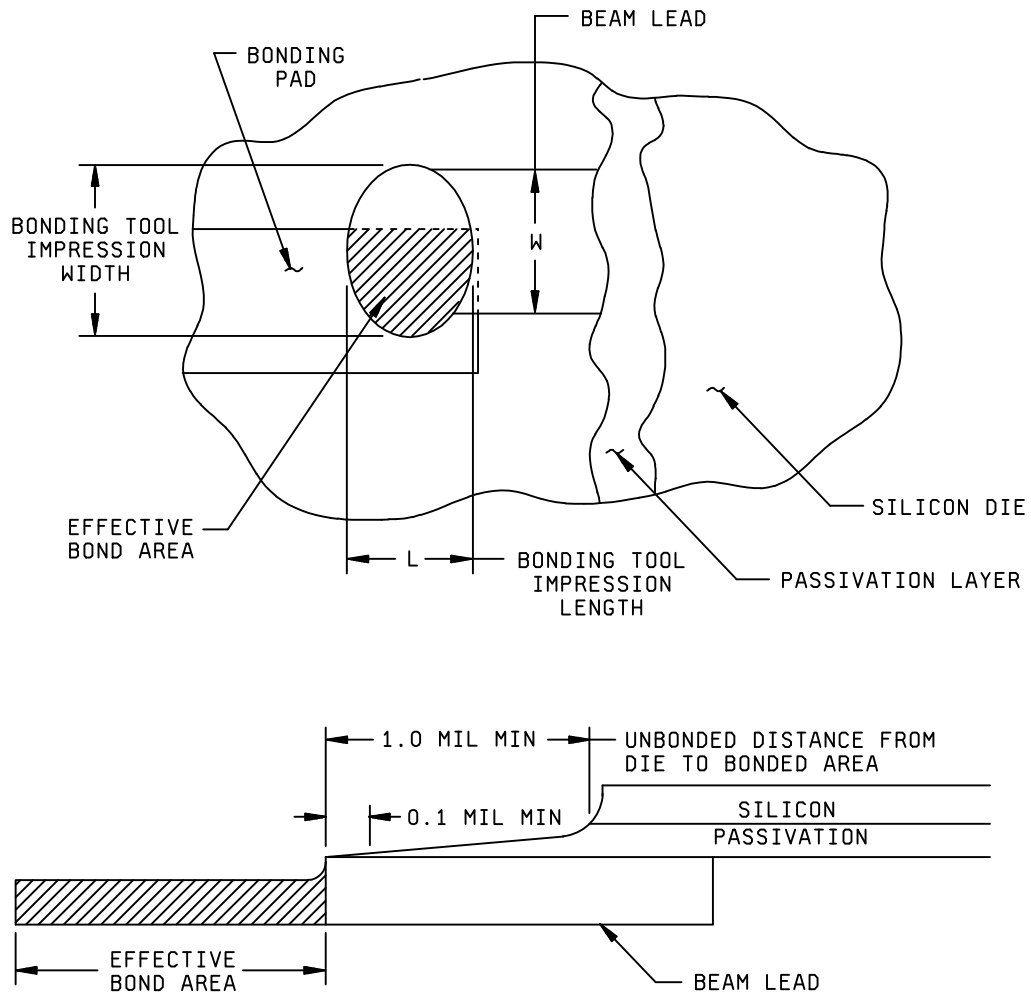 BEAM LEAD
BONDING
PAD
BONDING TOOL
IMPRESSION
WIDTH
W
EFFECTIVE
BOND AREA
L
BONDING TOOL
IMPRESSION
LENGTH
SILICON DIE
PASSIVATION LAYER
1.0 MIL MIN
UNBONDED DISTANCE FROM
DIE TO BONDED AREA
0.1 MIL MIN
SILICON
PASSIVATION
EFFECTIVE
BOND AREA
BEAM LEAD